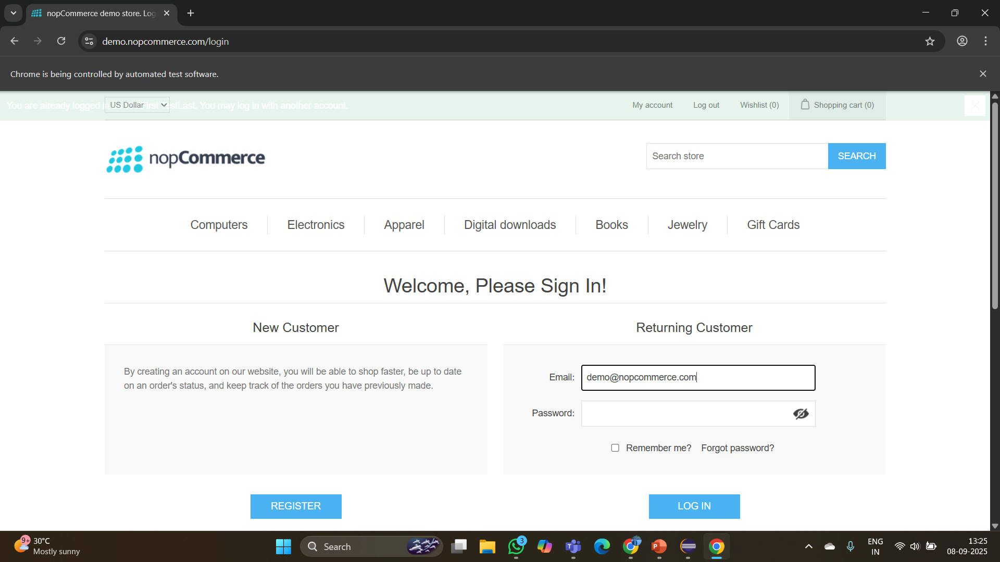 nopCommerce demo store. Log
demo.nopcommerce.com/login
Chrome is being controlled by automated test software.
You are already logged in
US Dollar
First
estLast. You may log in with another account.
My account
Log out
Wishlist (0)
Shopping cart (0)
nopCommerce
Search store
SEARCH
Computers
Electronics
Apparel
Digital downloads
Books
Jewelry
Gift Cards
Welcome, Please Sign In!
New Customer
By creating an account on our website, you will be able to shop faster, be up to date
on an order's status, and keep track of the orders you have previously made.
REGISTER
Returning Customer
Email:
demo@nopcommerce.com
Password:
Remember me?
Forgot password?
LOG IN
9+
30°C
Mostly sunny
Search
3
ENG
IN
13:25
08-09-2025